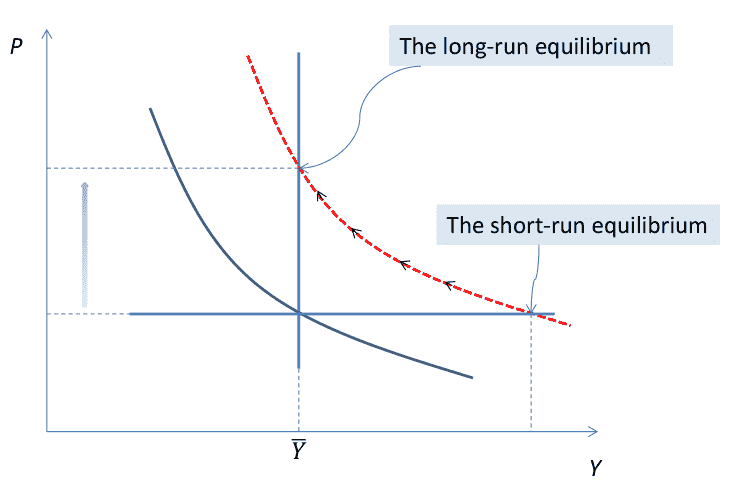 P
The long-run equilibrium
The short-run equilibrium
Y̅
Y